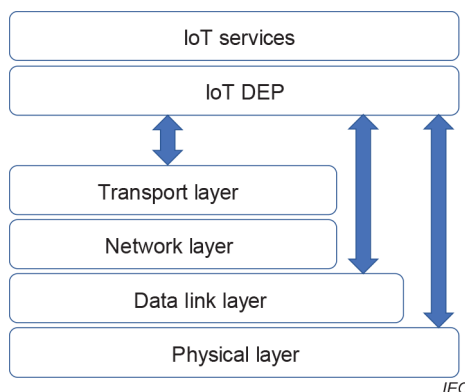 IoT services
IoT DEP
Transport layer
Network layer
Data link layer
Physical layer
IEC